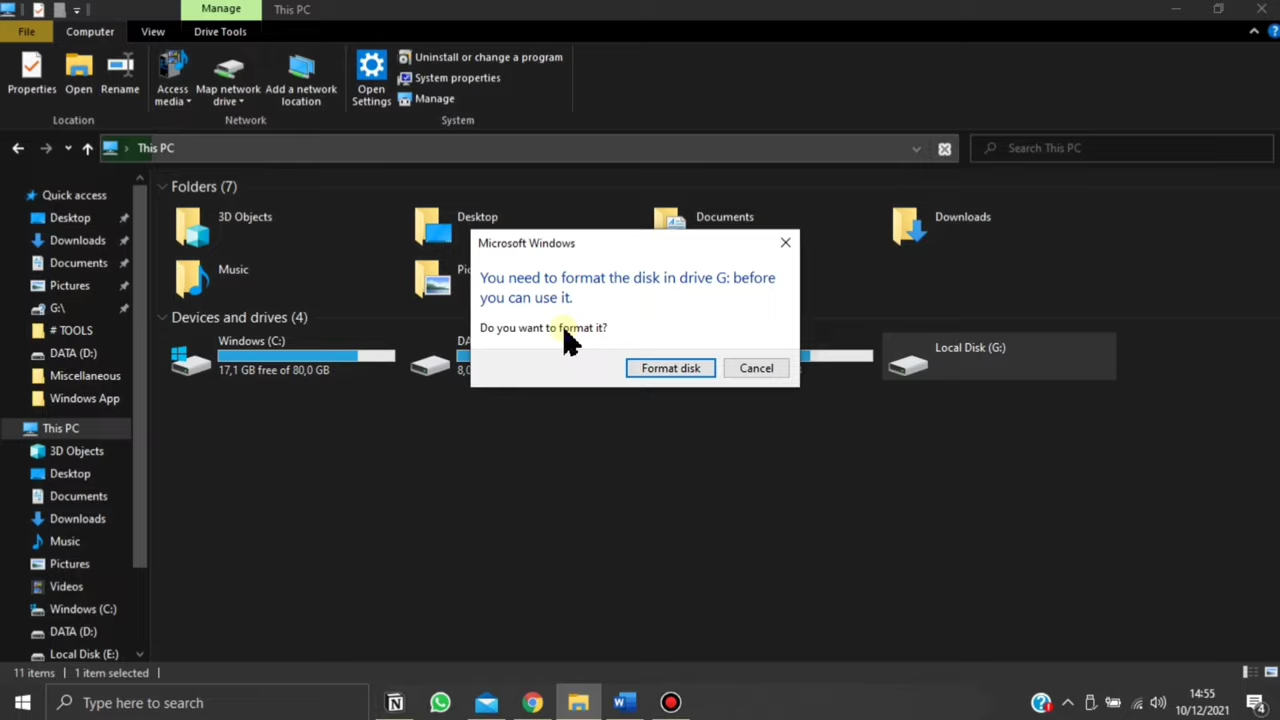 Manage
This PC
File
Computer
View
Drive Tools
Properties
Open
Rename
Access
media
Map network
drive
Add a network
location
Open
Settings
Uninstall or change a program
System properties
Manage
Location
Network
System
This PC
Search This PC
Quick access
Desktop
Downloads
Documents
Pictures
G:\
# TOOLS
DATA (D:)
Miscellaneous
Windows App
This PC
3D Objects
Desktop
Documents
Downloads
Music
Pictures
Videos
Windows (C:)
DATA (D:)
Local Disk (E:)
Folders (7)
3D Objects
Desktop
Documents
Downloads
Music
Devices and drives (4)
Windows (C:)
17,1 GB free of 80,0 GB
Local Disk (G:)
Microsoft Windows
You need to format the disk in drive G: before
you can use it.
Do you want to format it?
Format disk
Cancel
11 items
1 item selected
Type here to search
14:55
10/12/2021
4